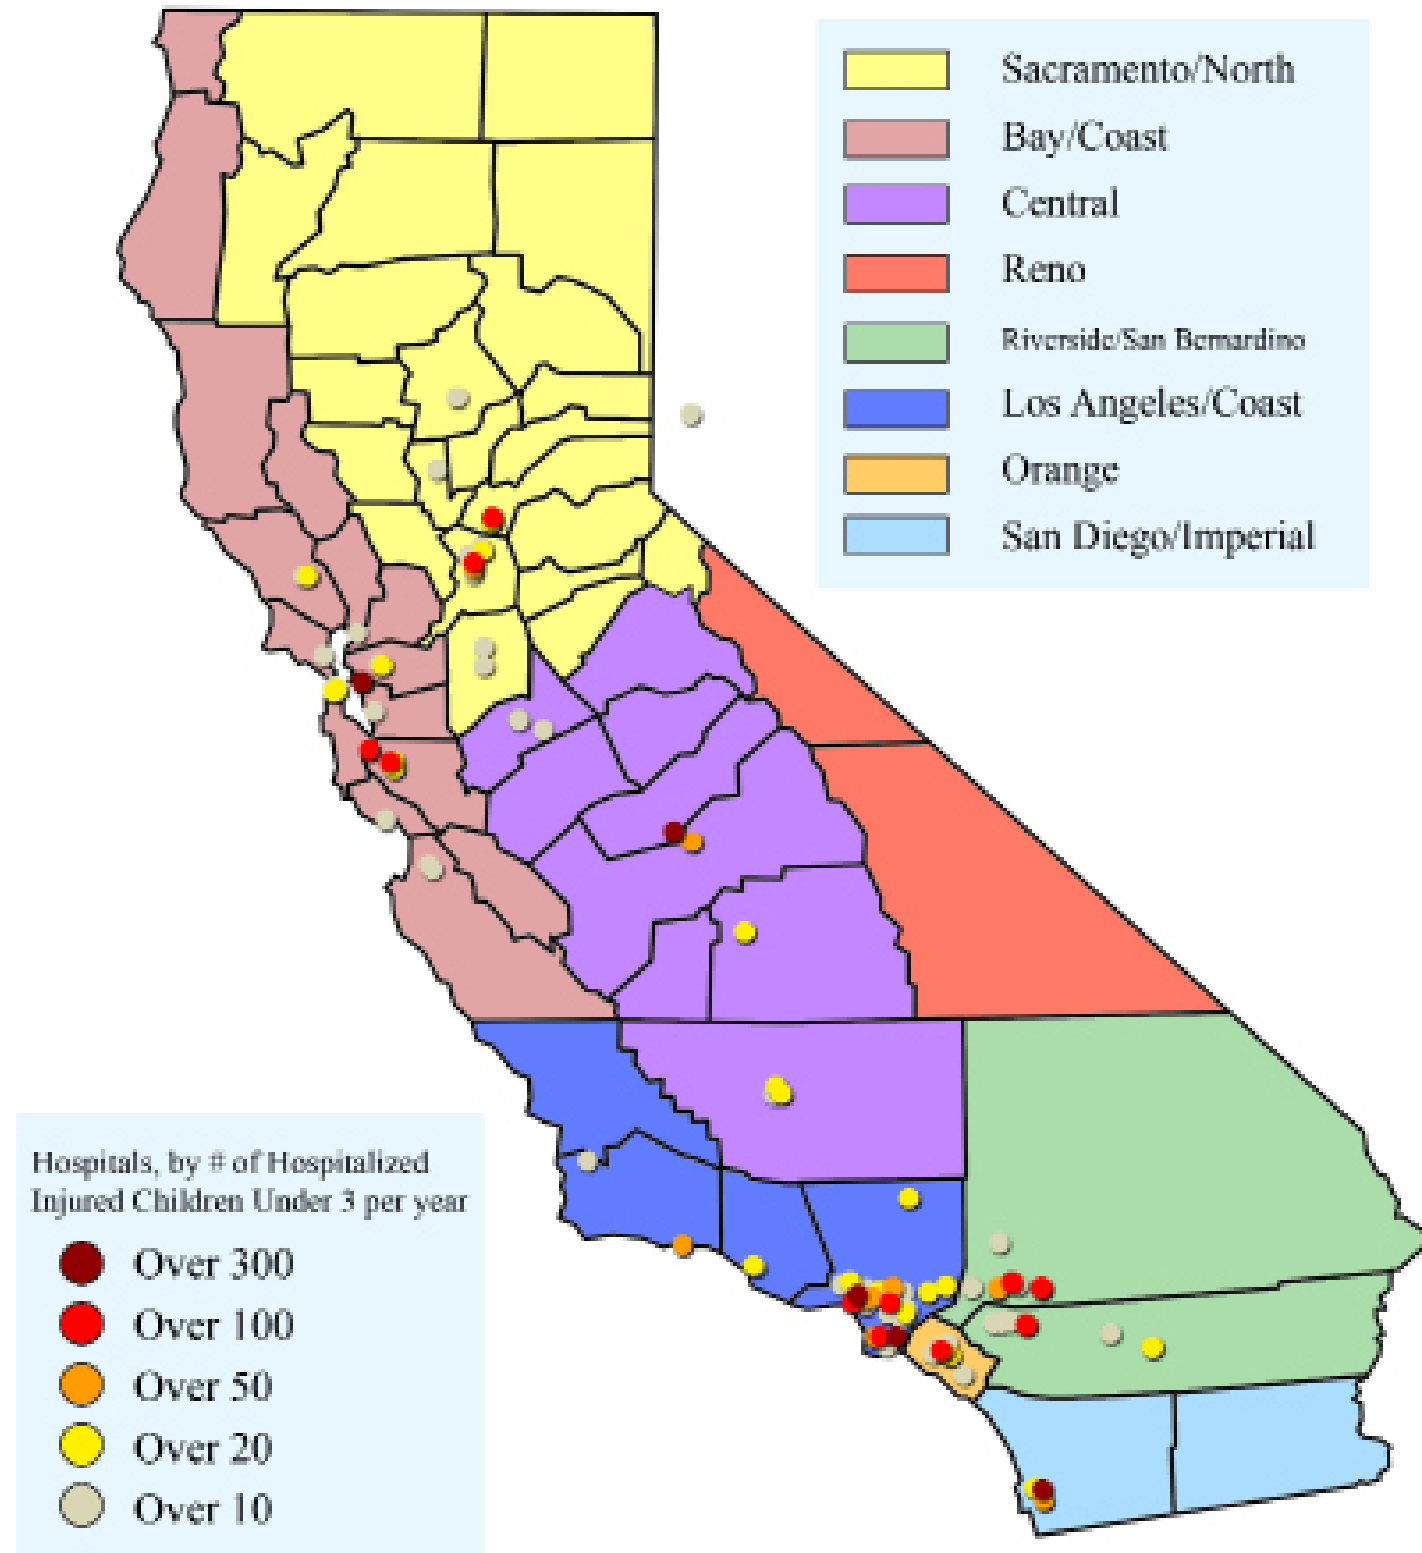 Sacramento/North
Bay/Coast
Central
Reno
Riverside/San Bernardino
Los Angeles/Coast
Orange
San Diego/Imperial
Hospitals, by # of Hospitalized
Injured Children Under 3 per year
Over 300
Over 100
Over 50
Over 20
Over 10